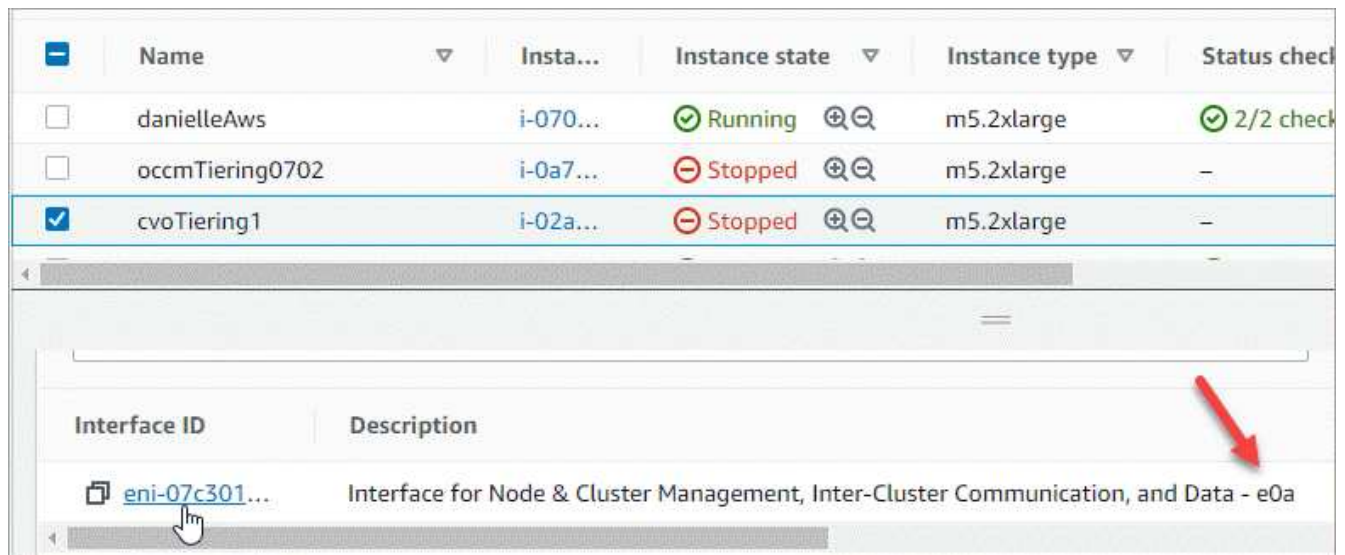 Name Insta... Instance state Instance type Status check
danielleAws i-070... Running m5.2xlarge 2/2 check
occmTiering0702 i-0a7... Stopped m5.2xlarge –
cvoTiering1 i-02a... Stopped m5.2xlarge –
Interface ID Description
eni-07c301... Interface for Node & Cluster Management, Inter-Cluster Communication, and Data - e0a